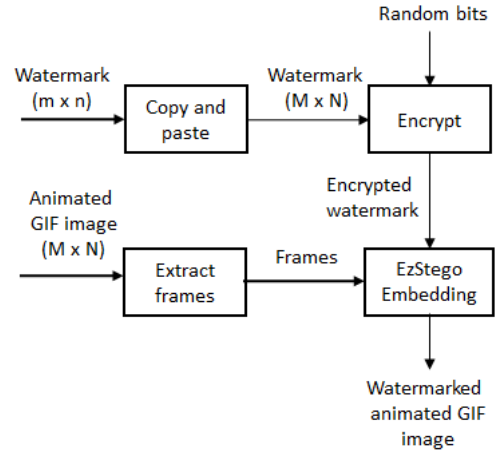 Random bits
Watermark
(m x n)
Watermark
(M x N)
Copy and
paste
Encrypt
Encrypted
watermark
Animated
GIF image
(M x N)
Extract
frames
Frames
EzStego
Embedding
Watermarked
animated GIF
image